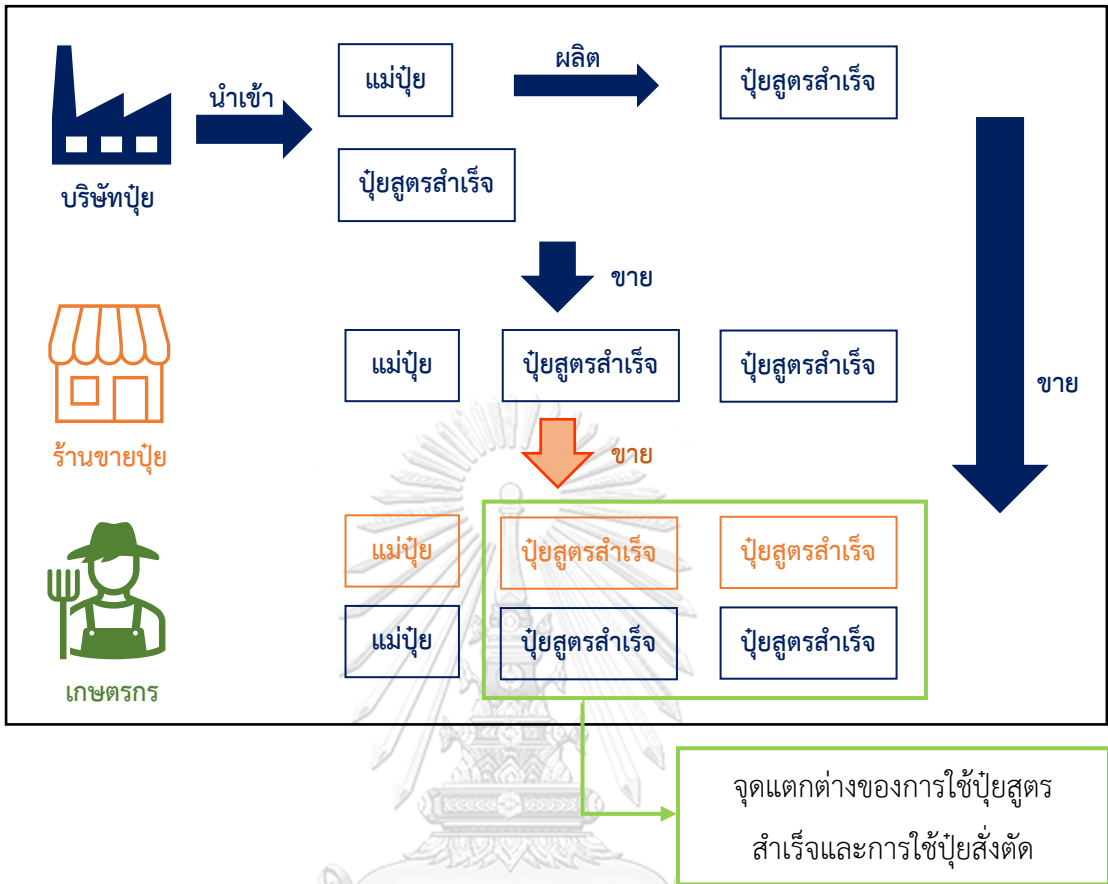 นำเข้า
แม่ปุ๋ย
ผลิต
ปุ๋ยสูตรสำเร็จ
บริษัทปุ๋ย
ปุ๋ยสูตรสำเร็จ
ขาย
ขาย
แม่ปุ๋ย
ปุ๋ยสูตรสำเร็จ
ปุ๋ยสูตรสำเร็จ
ร้านขายปุ๋ย
ขาย
แม่ปุ๋ย
ปุ๋ยสูตรสำเร็จ
ปุ๋ยสูตรสำเร็จ
แม่ปุ๋ย
ปุ๋ยสูตรสำเร็จ
ปุ๋ยสูตรสำเร็จ
เกษตรกร
จุดแตกต่างของการใช้ปุ๋ยสูตร
สำเร็จและการใช้ปุ๋ยสั่งตัด